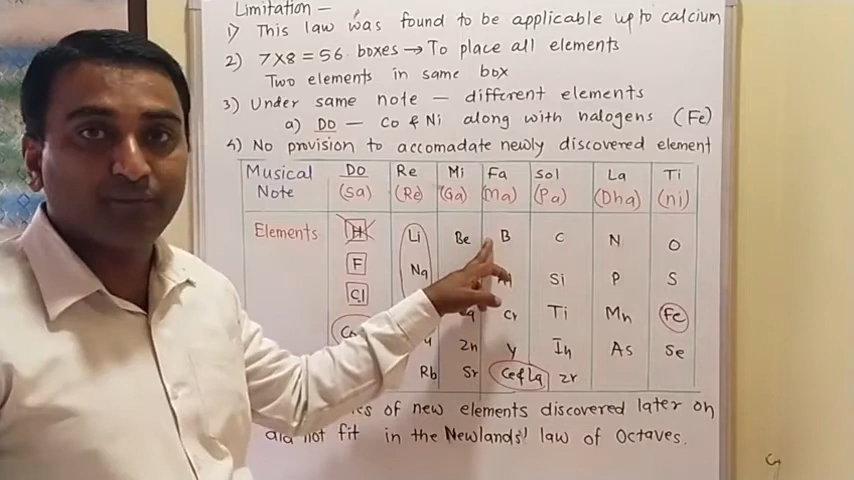 Limitation -
1) This law was found to be applicable up to calcium
2) 7x8 = 56 boxes → To place all elements
Two elements in same box
3) Under same note - different elements
a) DO - Co & Ni along with halogens (Fe)
4) No provision to accomadate newly discovered element
Musical Note Do (Sa) Re (Re) Mi (Ga) Fa (Ma) Sol (Pa) La (Dha) Ti (ni)
Elements H Li Be B C N O
F Na Si P S
Cl Cr Ti Mn Fe
Zn Y In As Se
Rb Sr Ce & La Zr
of new elements discovered later on
did not fit in the Newlands' law of Octaves.